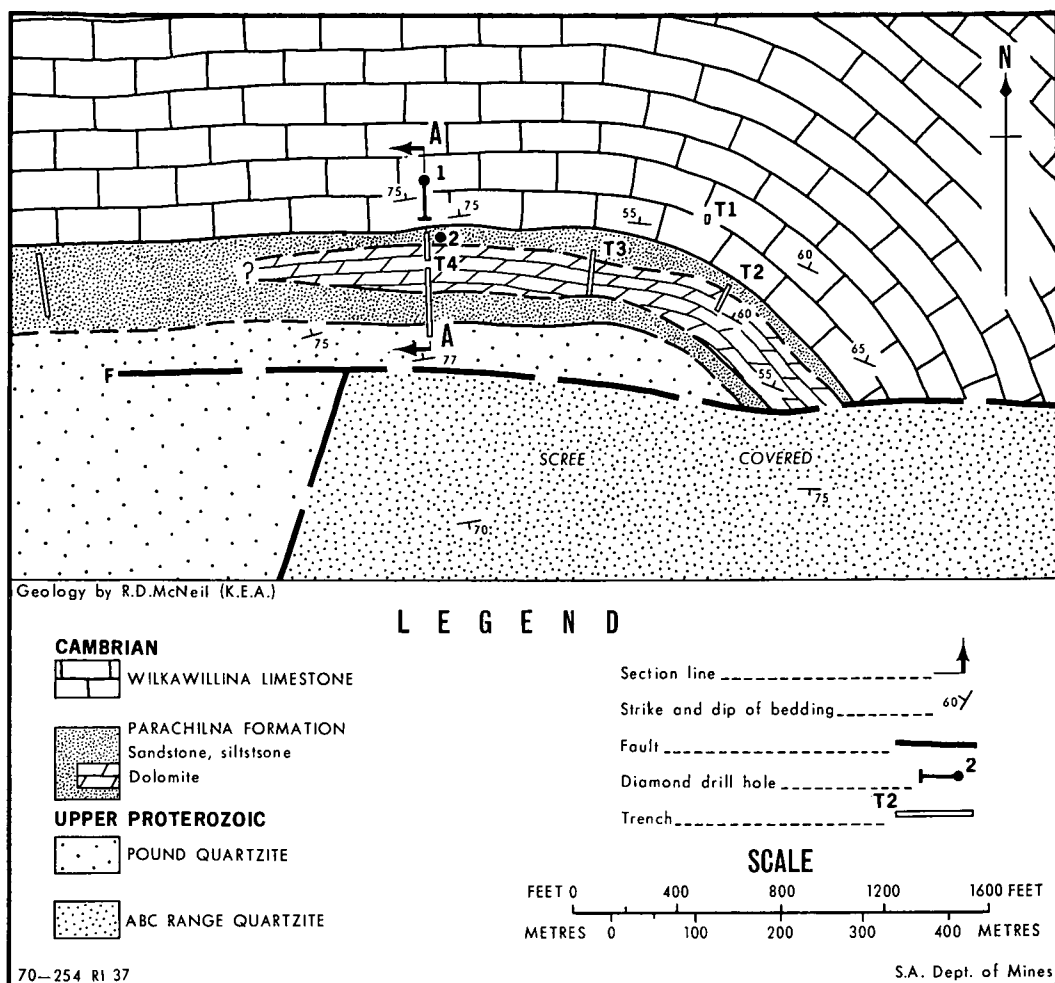 N
A
1
75
75
55
T1
2
T3
60
T4
T2
?
60
75
A
77
65
F
55
SCREE COVERED
75
70
Geology by R.D.McNeil (K.E.A.)
LEGEND
CAMBRIAN
WILKAWILLINA LIMESTONE
PARACHILNA FORMATION
Sandstone, siltstsone
Dolomite
UPPER PROTEROZOIC
POUND QUARTZITE
ABC RANGE QUARTZITE
Section line
Strike and dip of bedding 60
Fault
Diamond drill hole 2
Trench T2
SCALE
FEET 0 400 800 1200 1600 FEET
METRES 0 100 200 300 400 METRES
70—254 RI 37
S.A. Dept. of Mines